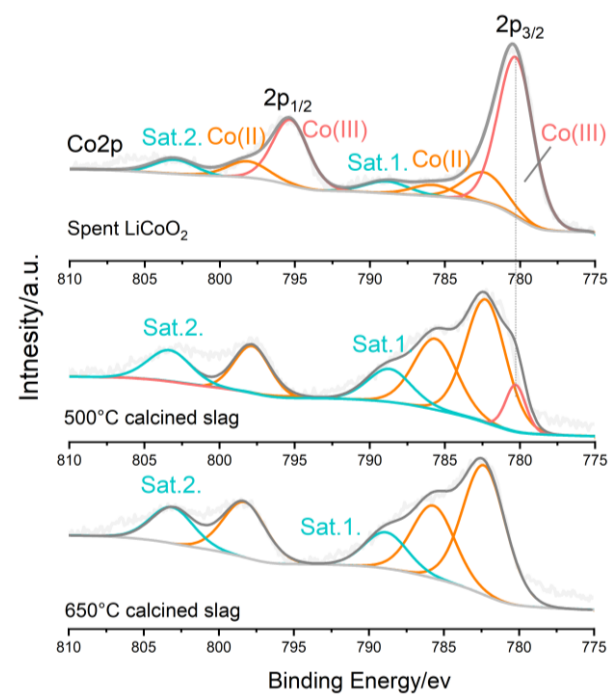 2p3/2
2p1/2
Co2p
Sat.2.
Co(II)
Co(III)
Sat.1.
Co(II)
Co(III)
Spent LiCoO2
810 805 800 795 790 785 780 775
Sat.2.
Sat.1
500°C calcined slag
810 805 800 795 790 785 780 775
Sat.2.
Sat.1.
650°C calcined slag
810 805 800 795 790 785 780 775
Binding Energy/ev
Intnesity/a.u.